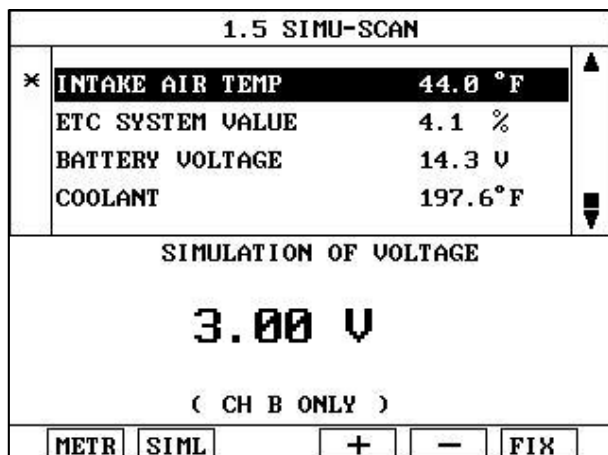 1.5 SIMU-SCAN
* INTAKE AIR TEMP 44.0 °F
ETC SYSTEM VALUE 4.1 %
BATTERY VOLTAGE 14.3 V
COOLANT 197.6°F
SIMULATION OF VOLTAGE
3.00 V
( CH B ONLY )
METR SIML + - FIX